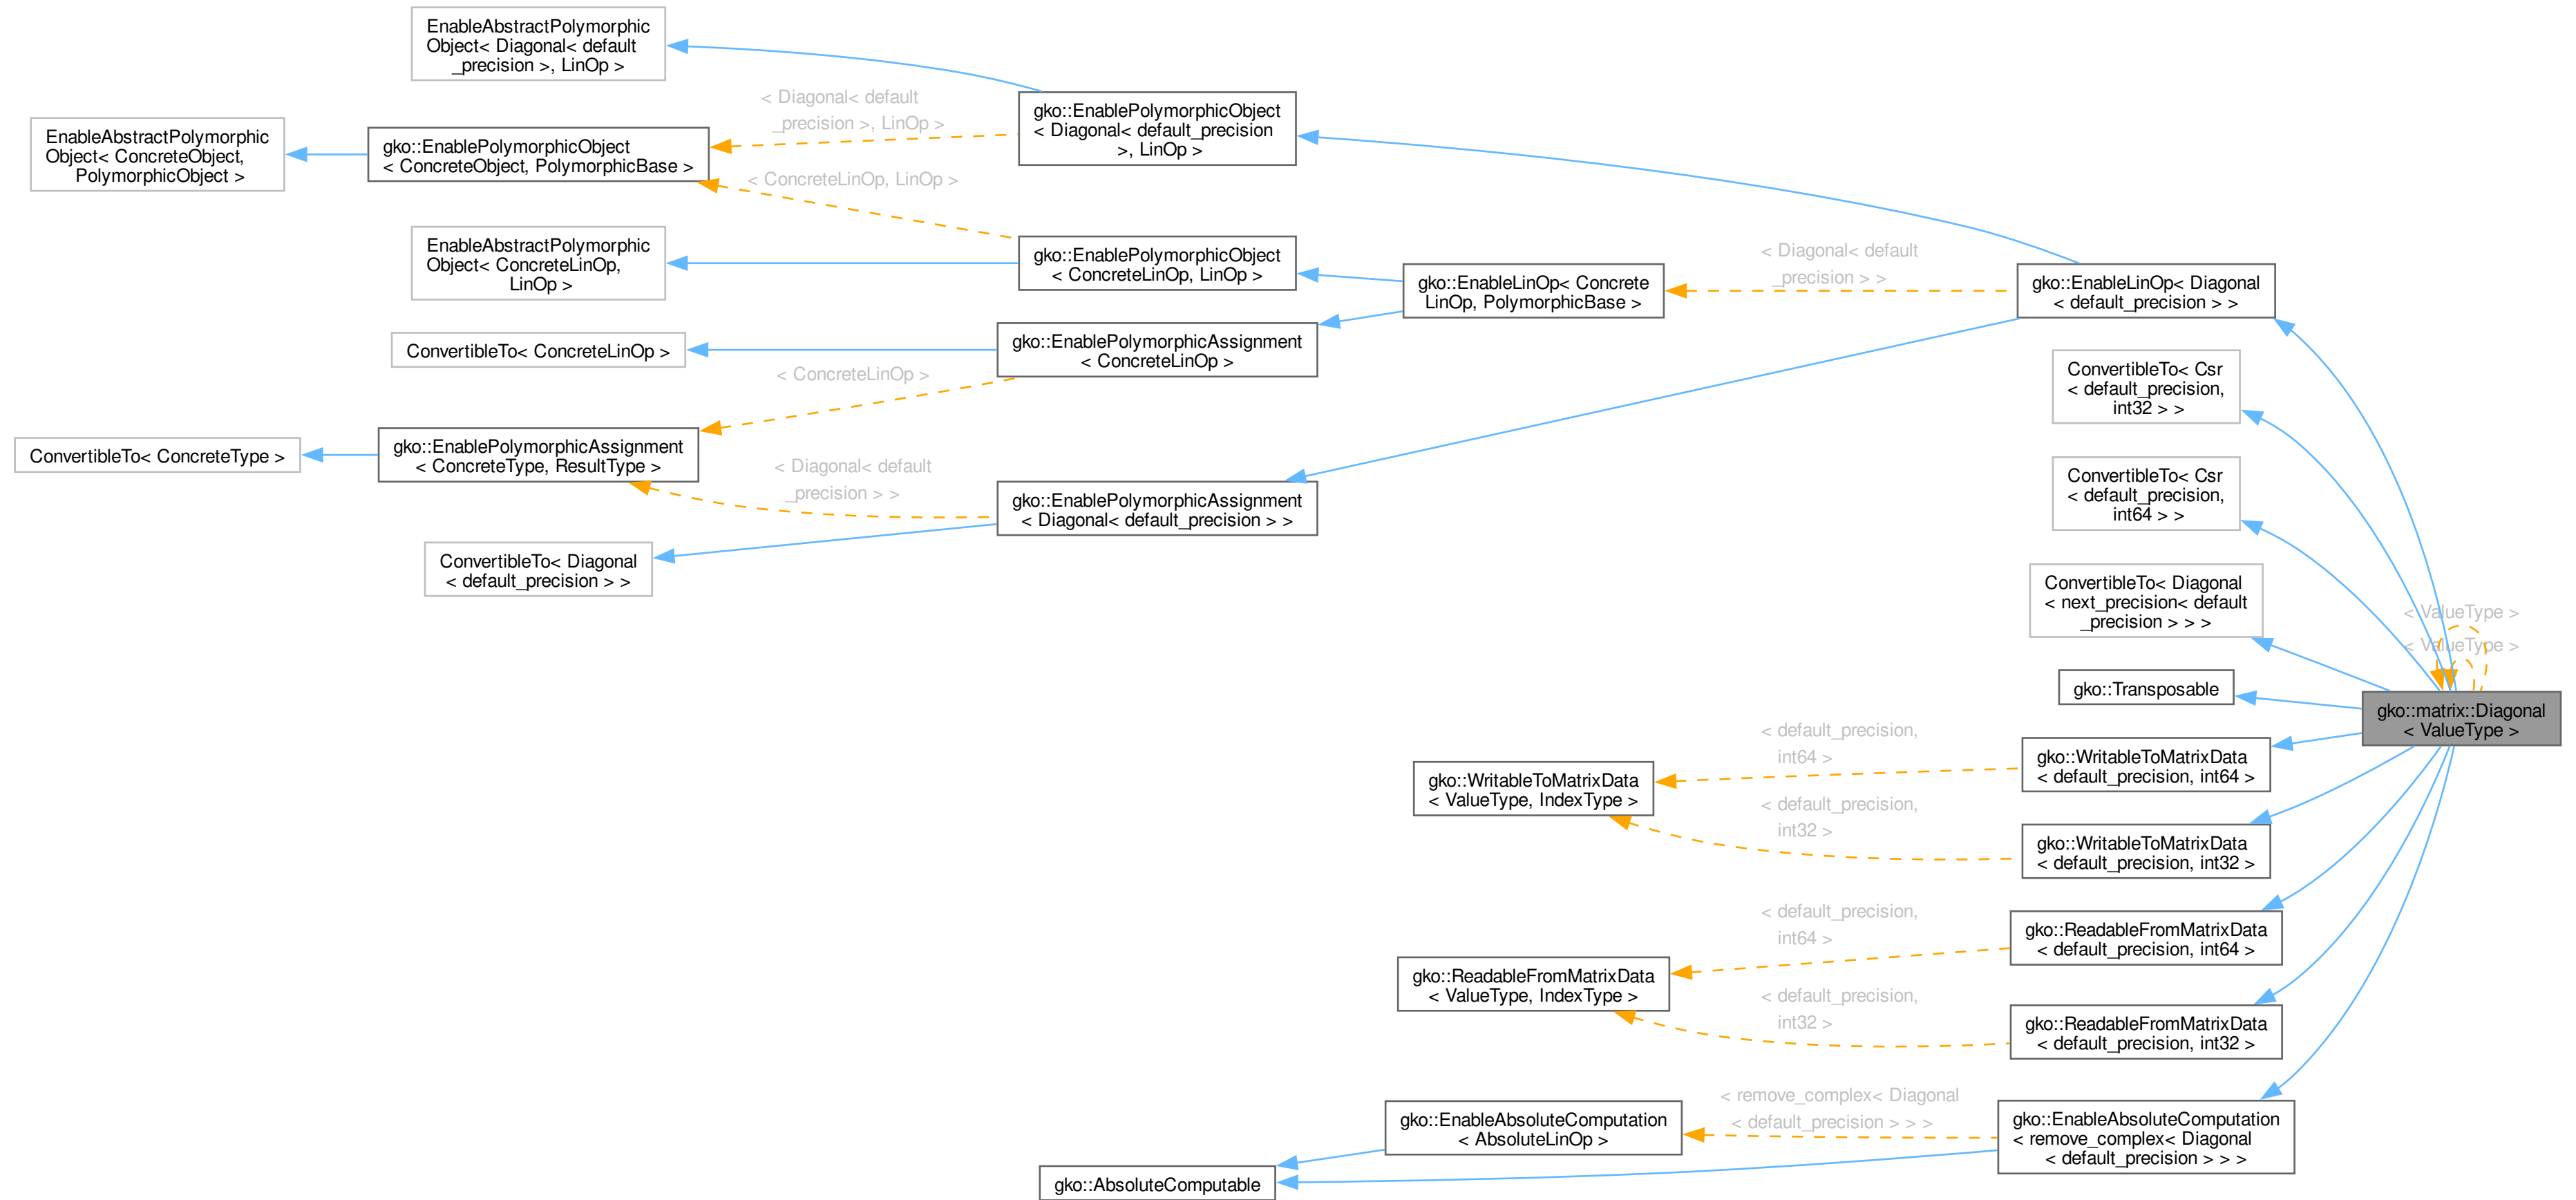 EnableAbstractPolymorphic
Object< Diagonal< default
_precision >, LinOp >
< Diagonal< default
_precision >, LinOp >
gko::EnablePolymorphicObject
< Diagonal< default_precision
>, LinOp >
EnableAbstractPolymorphic
Object< ConcreteObject,
PolymorphicObject >
gko::EnablePolymorphicObject
< ConcreteObject, PolymorphicBase >
< ConcreteLinOp, LinOp >
EnableAbstractPolymorphic
Object< ConcreteLinOp,
LinOp >
gko::EnablePolymorphicObject
< ConcreteLinOp, LinOp >
gko::EnableLinOp< Concrete
LinOp, PolymorphicBase >
< Diagonal< default
_precision > >
gko::EnableLinOp< Diagonal
< default_precision > >
ConvertibleTo< ConcreteLinOp >
gko::EnablePolymorphicAssignment
< ConcreteLinOp >
< ConcreteLinOp >
ConvertibleTo< Csr
< default_precision,
int32 > >
ConvertibleTo< ConcreteType >
gko::EnablePolymorphicAssignment
< ConcreteType, ResultType >
< Diagonal< default
_precision > >
gko::EnablePolymorphicAssignment
< Diagonal< default_precision > >
ConvertibleTo< Csr
< default_precision,
int64 > >
ConvertibleTo< Diagonal
< default_precision > >
ConvertibleTo< Diagonal
< next_precision< default
_precision > > >
< ValueType >
< ValueType >
gko::Transposable
gko::matrix::Diagonal
< ValueType >
< default_precision,
int64 >
gko::WritableToMatrixData
< ValueType, IndexType >
gko::WritableToMatrixData
< default_precision, int64 >
< default_precision,
int32 >
gko::WritableToMatrixData
< default_precision, int32 >
< default_precision,
int64 >
gko::ReadableFromMatrixData
< default_precision, int64 >
gko::ReadableFromMatrixData
< ValueType, IndexType >
< default_precision,
int32 >
gko::ReadableFromMatrixData
< default_precision, int32 >
< remove_complex< Diagonal
< default_precision > > >
gko::EnableAbsoluteComputation
< AbsoluteLinOp >
gko::EnableAbsoluteComputation
< remove_complex< Diagonal
< default_precision > > >
gko::AbsoluteComputable